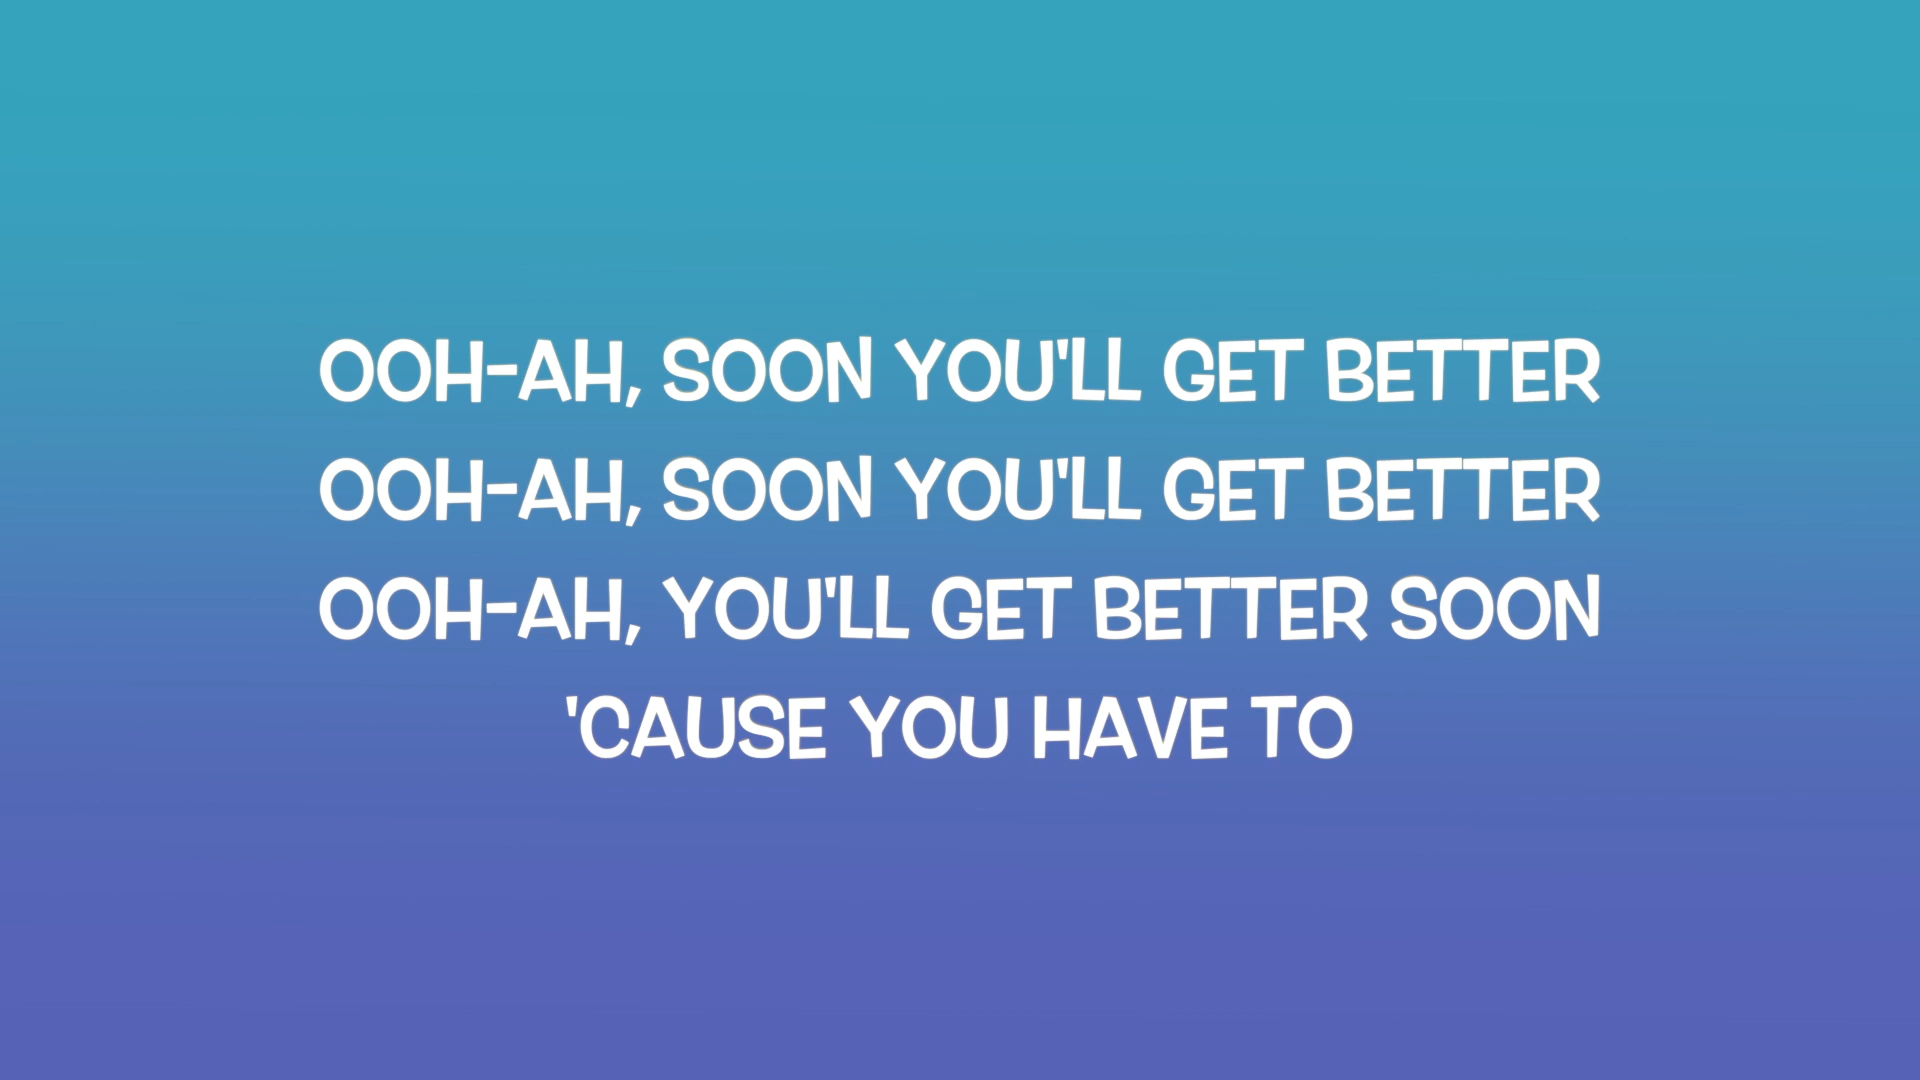 OOH-AH, SOON YOU'LL GET BETTER
OOH-AH, SOON YOU'LL GET BETTER
OOH-AH, YOU'LL GET BETTER SOON
'CAUSE YOU HAVE TO